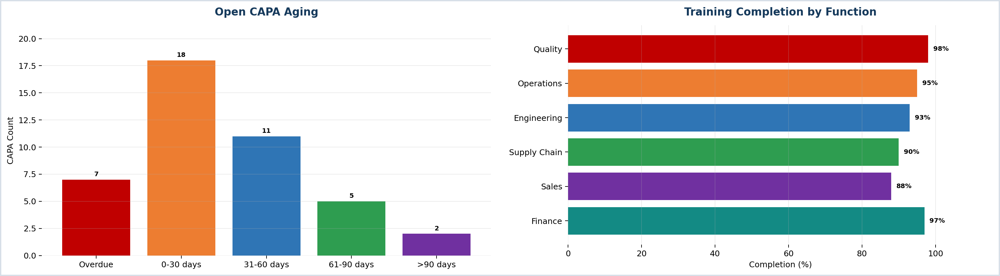 Open CAPA Aging
CAPA Count
20.0
17.5
15.0
12.5
10.0
7.5
5.0
2.5
0.0
7
18
11
5
2
Overdue
0-30 days
31-60 days
61-90 days
>90 days
Training Completion by Function
Quality
98%
Operations
95%
Engineering
93%
Supply Chain
90%
Sales
88%
Finance
97%
0
20
40
60
80
100
Completion (%)